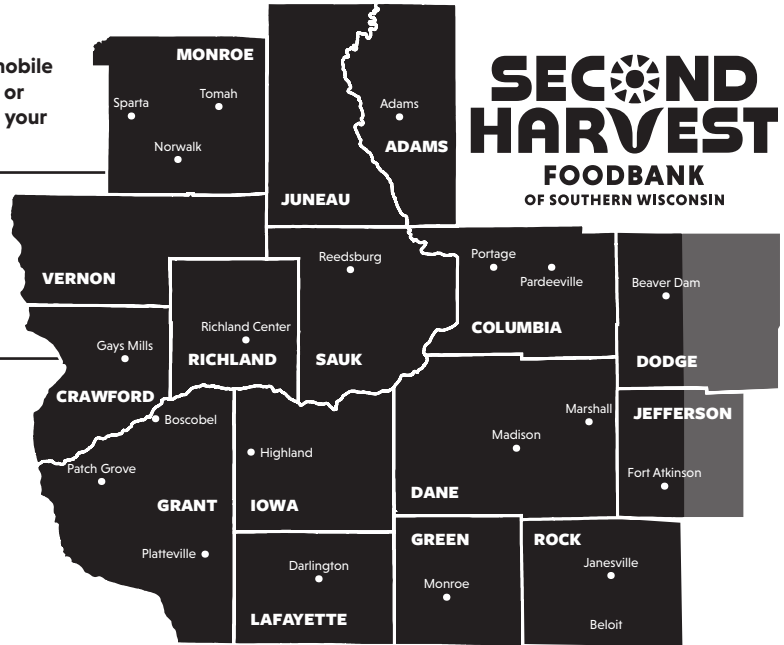 mobile
or
your
SECOND
HARVEST
FOODBANK
OF SOUTHERN WISCONSIN
MONROE
Sparta
Tomah
Norwalk
Adams
ADAMS
JUNEAU
VERNON
Reedsburg
Portage
Pardeeville
Beaver Dam
COLUMBIA
Richland Center
RICHLAND
SAUK
DODGE
Gays Mills
CRAWFORD
Boscobel
Marshall
JEFFERSON
Madison
Highland
Patch Grove
Fort Atkinson
DANE
GRANT
IOWA
GREEN
ROCK
Platteville
Darlington
Janesville
Monroe
LAFAYETTE
Beloit